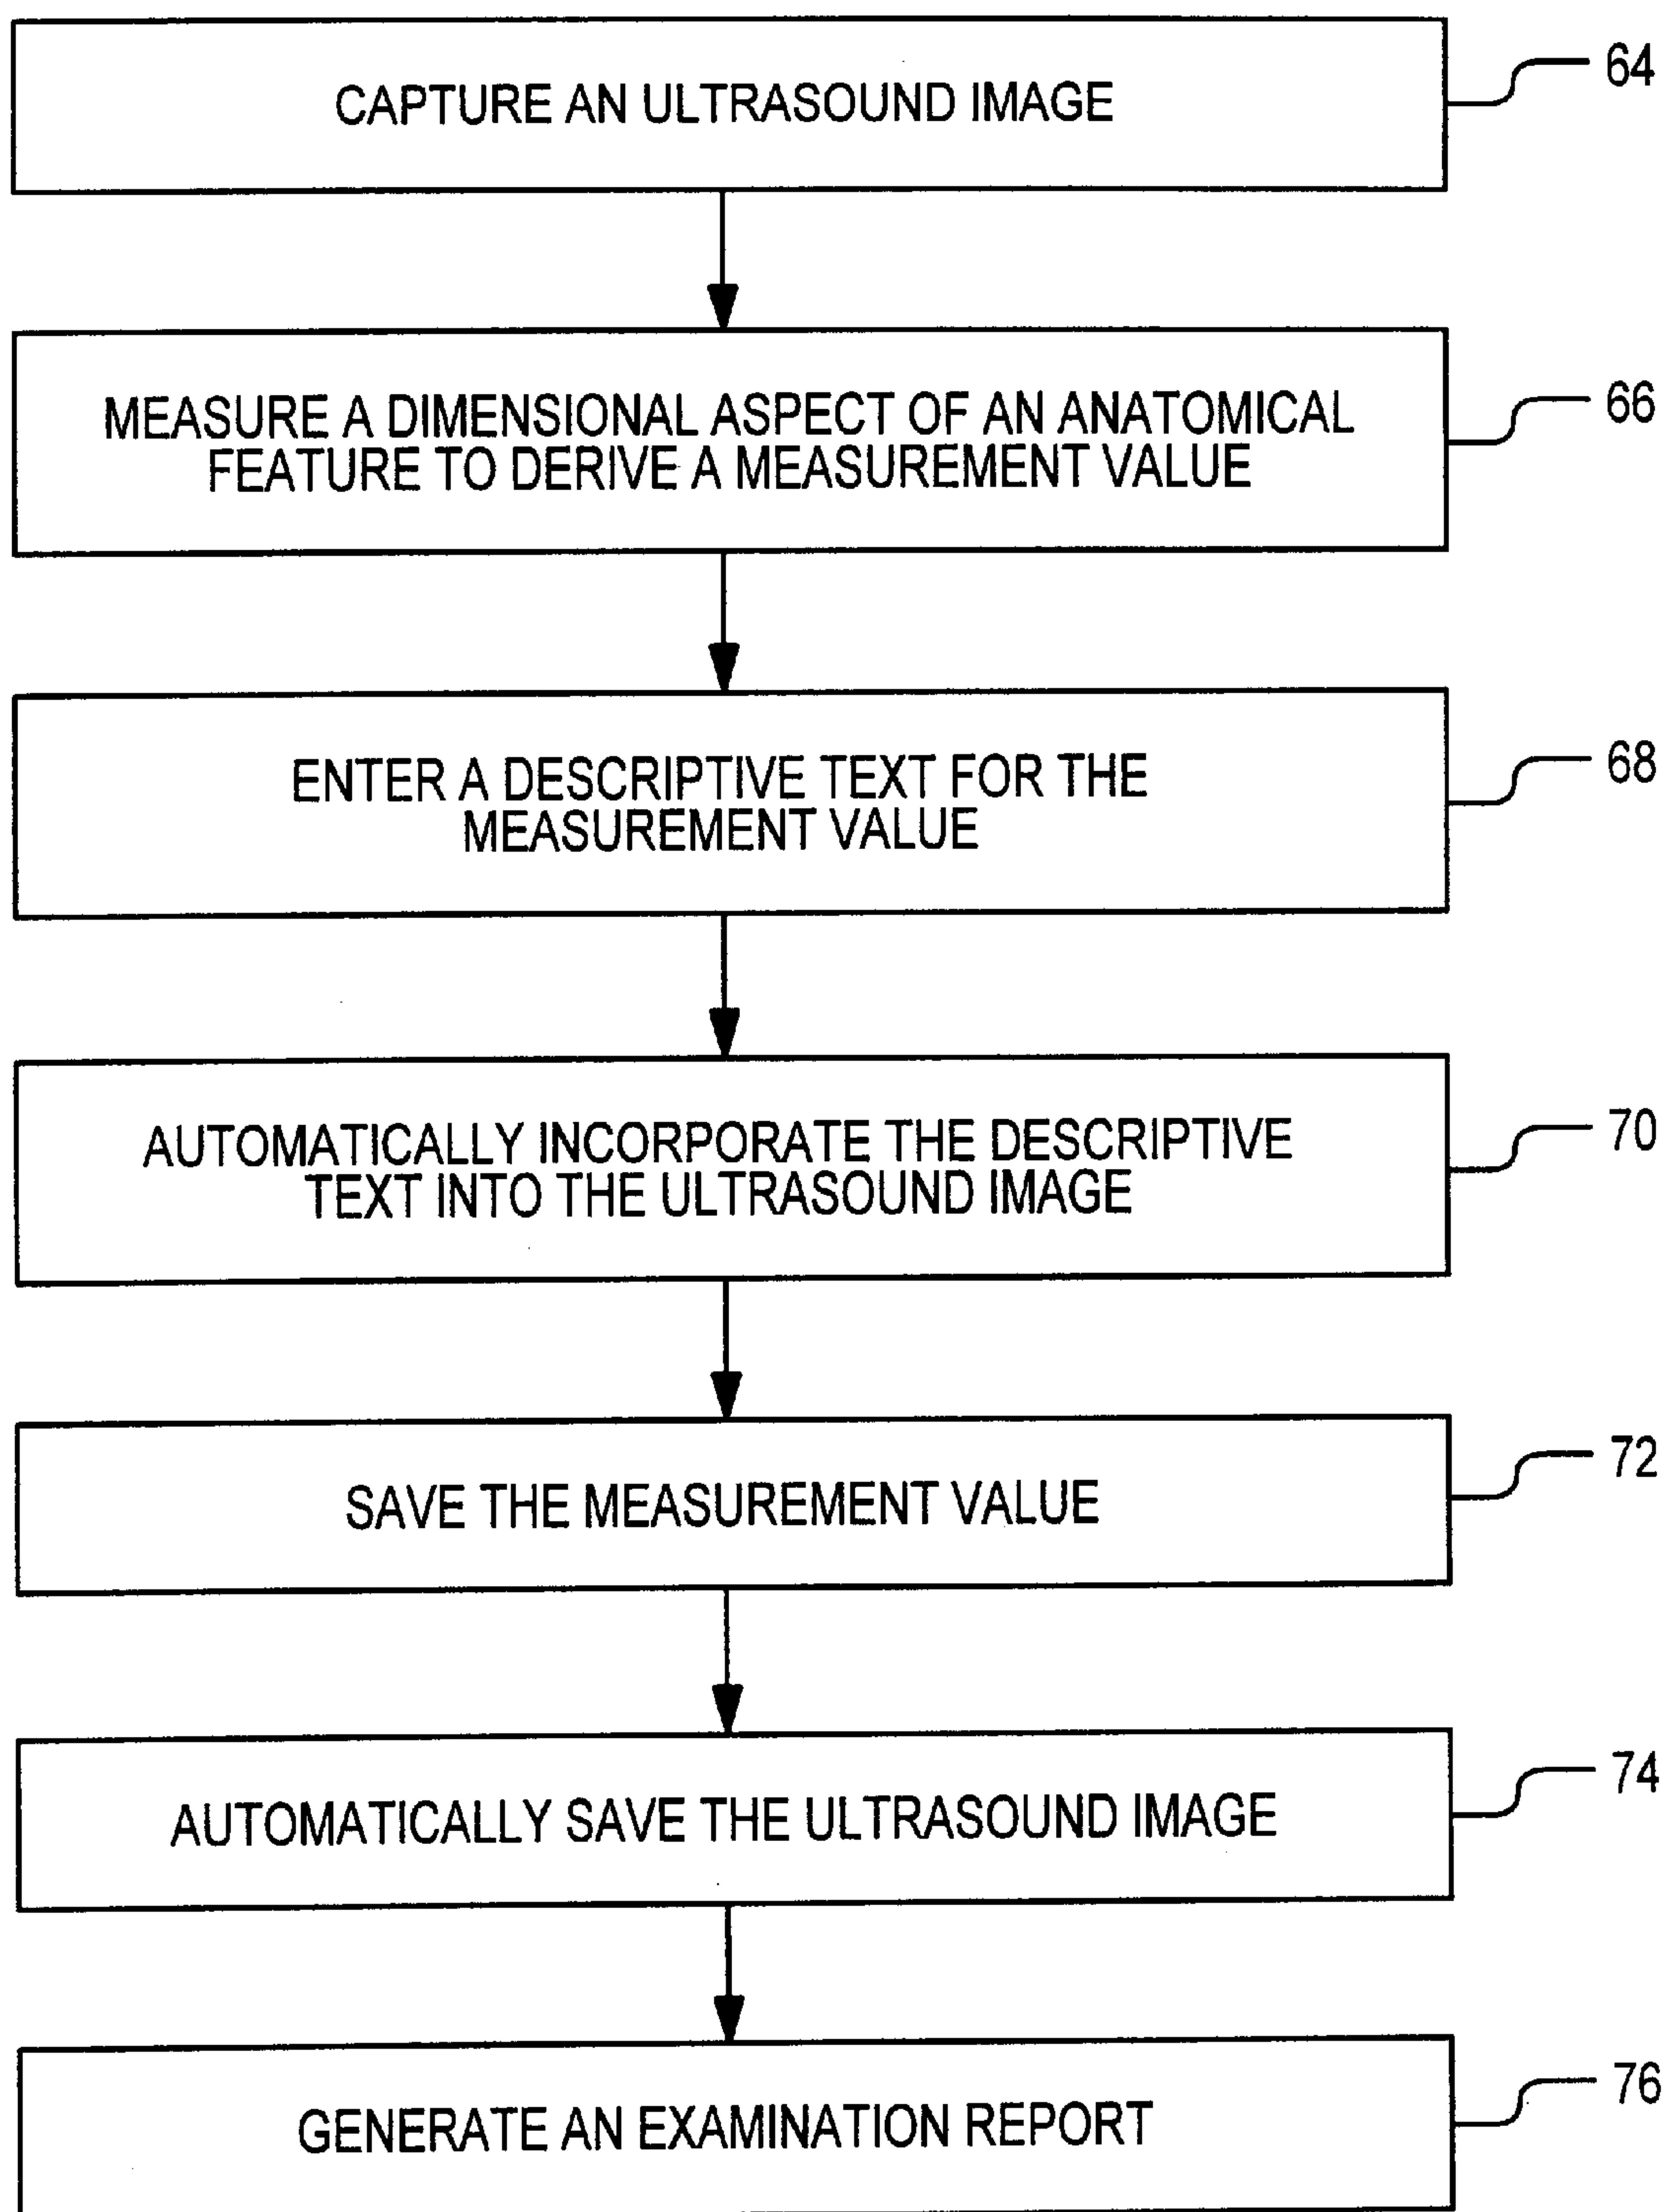 CAPTURE AN ULTRASOUND IMAGE
64
MEASURE A DIMENSIONAL ASPECT OF AN ANATOMICAL
FEATURE TO DERIVE A MEASUREMENT VALUE
66
ENTER A DESCRIPTIVE TEXT FOR THE
MEASUREMENT VALUE
68
AUTOMATICALLY INCORPORATE THE DESCRIPTIVE
TEXT INTO THE ULTRASOUND IMAGE
70
SAVE THE MEASUREMENT VALUE
72
AUTOMATICALLY SAVE THE ULTRASOUND IMAGE
74
GENERATE AN EXAMINATION REPORT
76